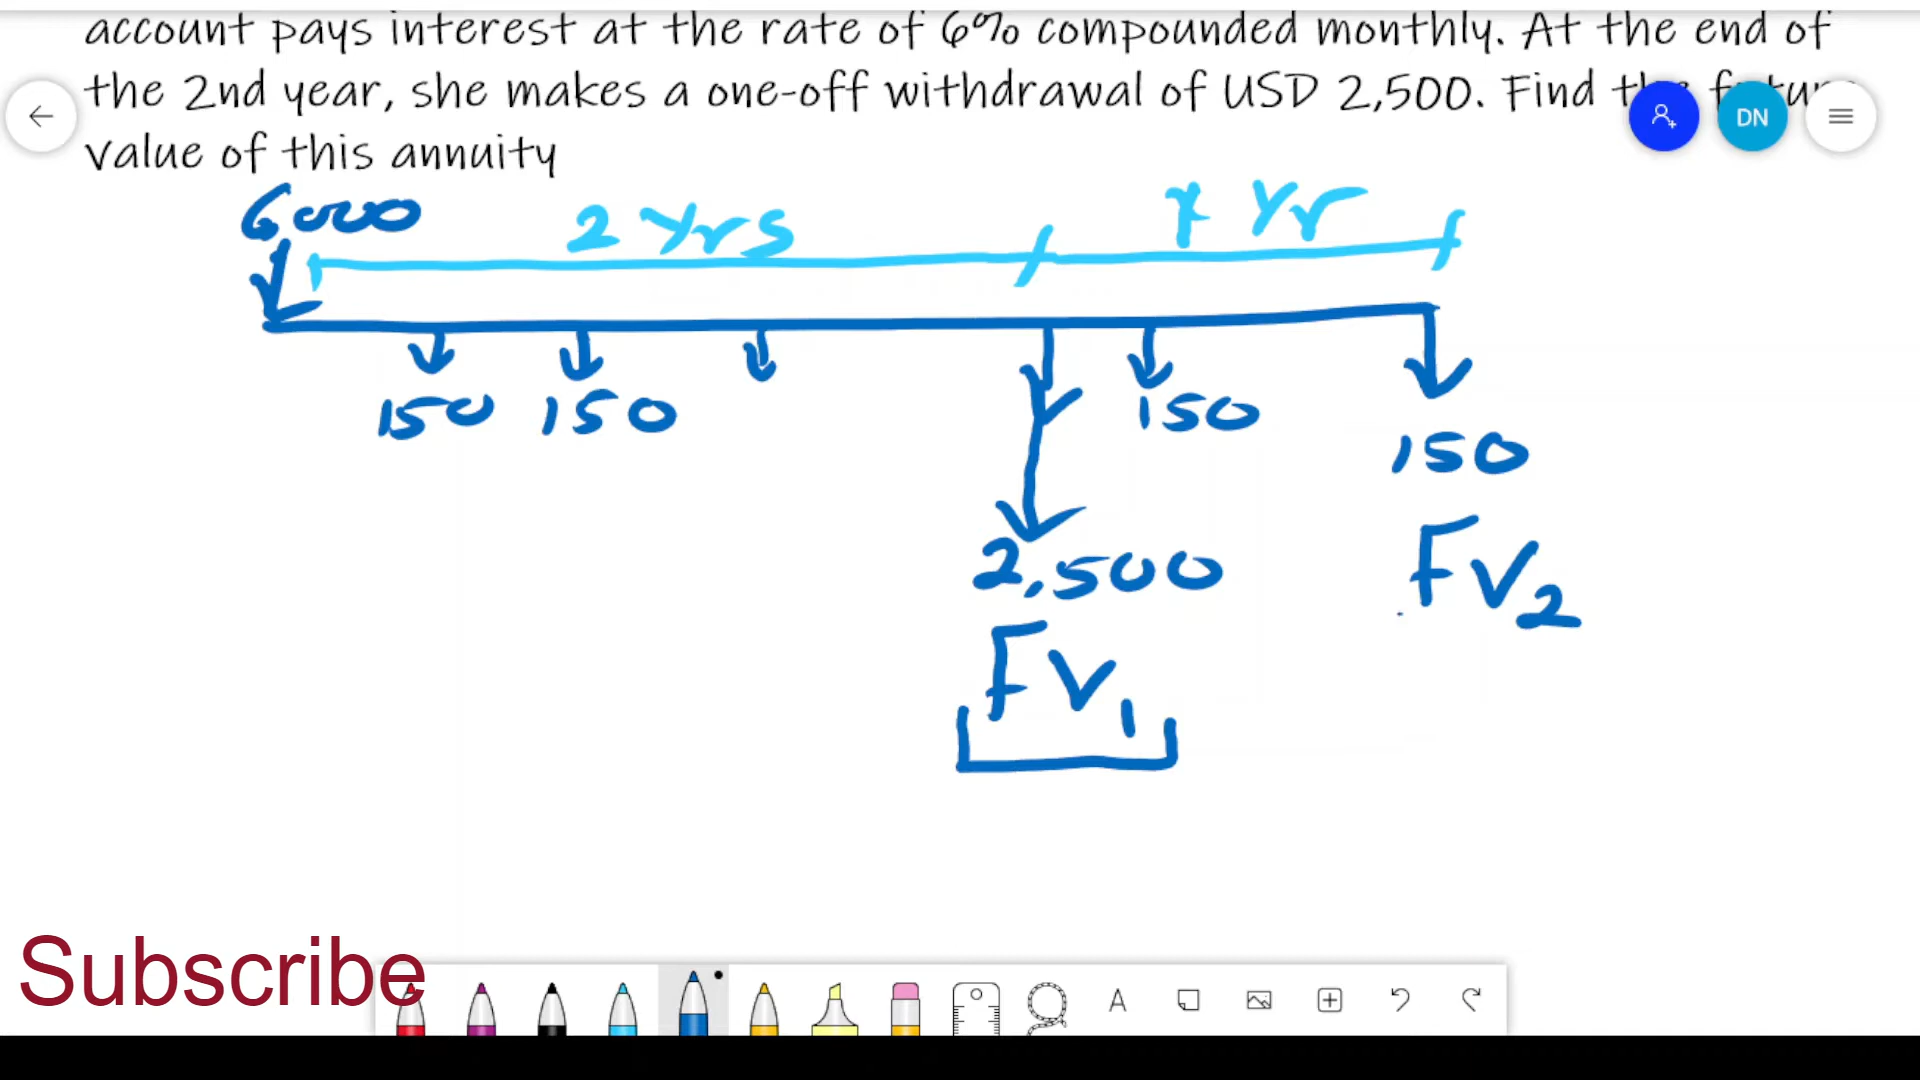 account pays interest at the rate of 6% compounded monthly. At the end of
the 2nd year, she makes a one-off withdrawal of USD 2,500. Find the future
value of this annuity
DN
6000
2 Yrs
Yr
150 150
150
150
2,500
FV2
FV1
Subscribe
A